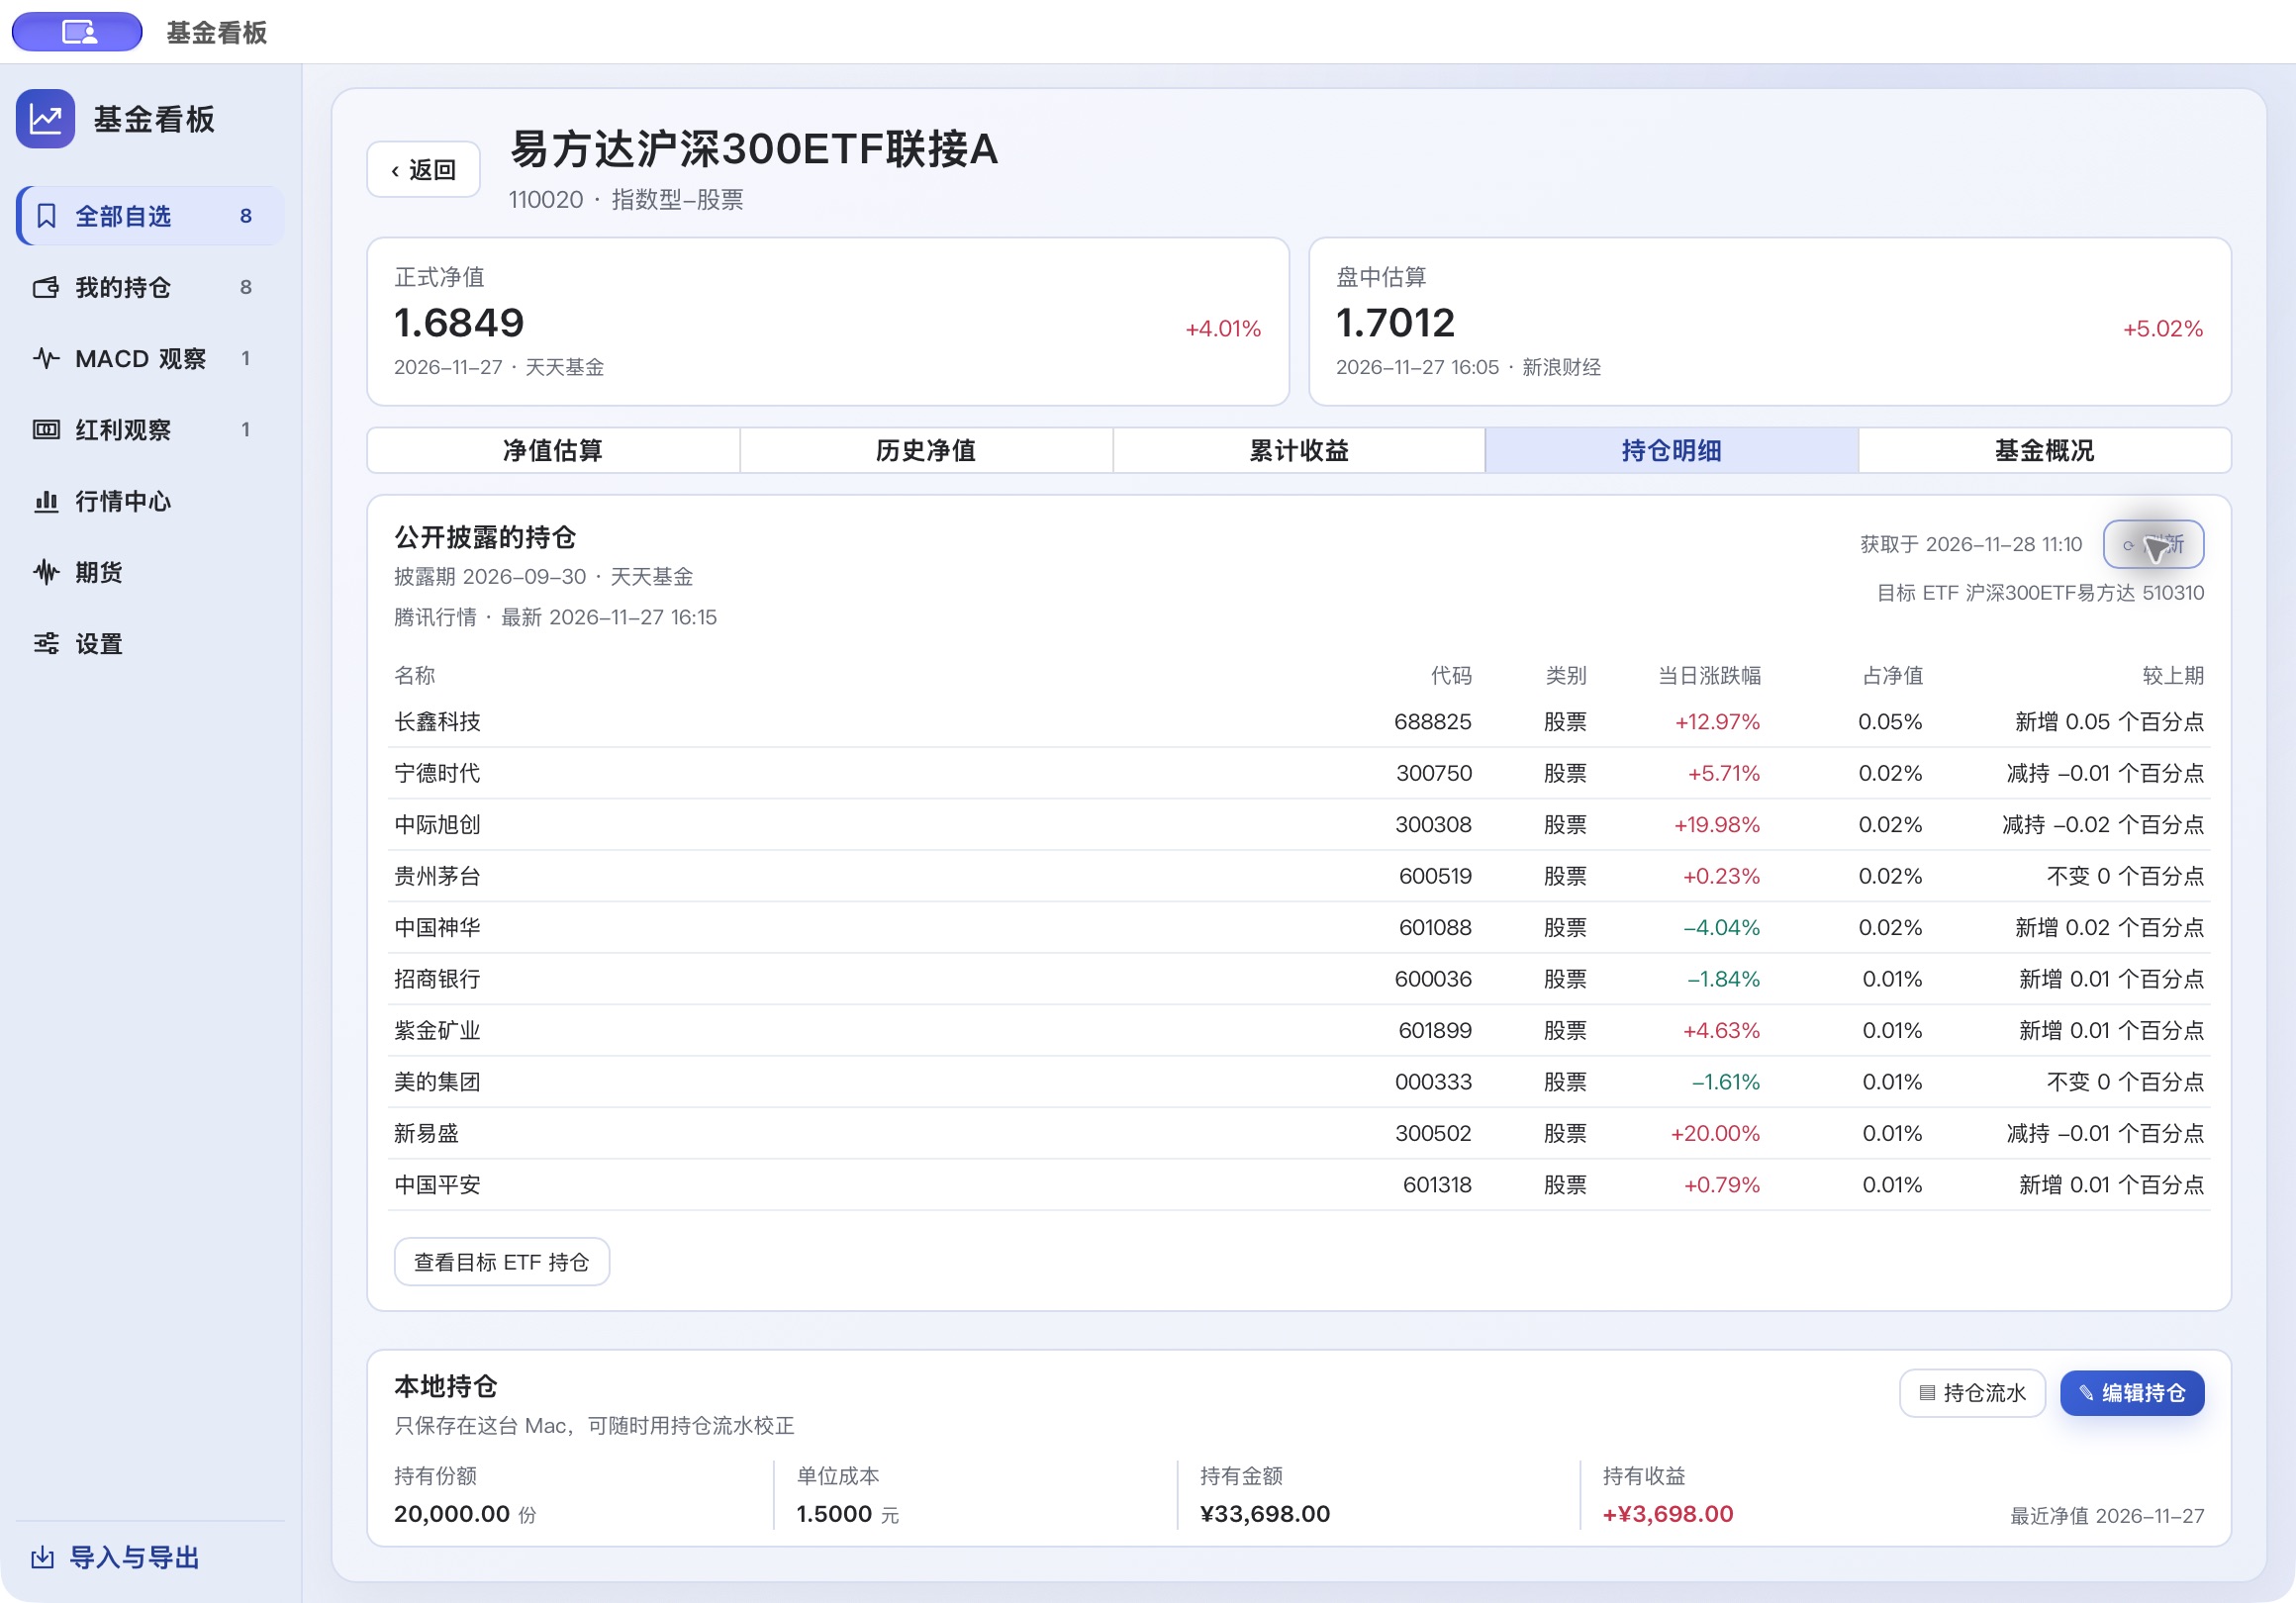 基金看板
基金看板
全部自选 8
我的持仓 8
MACD 观察 1
红利观察 1
行情中心
期货
设置
导入与导出
‹ 返回
易方达沪深300ETF联接A
110020 · 指数型-股票
正式净值
1.6849 +4.01%
2026-11-27 · 天天基金
盘中估算
1.7012 +5.02%
2026-11-27 16:05 · 新浪财经
净值估算 历史净值 累计收益 持仓明细 基金概况
公开披露的持仓
披露期 2026-09-30 · 天天基金
腾讯行情 · 最新 2026-11-27 16:15
获取于 2026-11-28 11:10
目标 ETF 沪深300ETF易方达 510310
名称 代码 类别 当日涨跌幅 占净值 较上期
长鑫科技 688825 股票 +12.97% 0.05% 新增 0.05 个百分点
宁德时代 300750 股票 +5.71% 0.02% 减持 -0.01 个百分点
中际旭创 300308 股票 +19.98% 0.02% 减持 -0.02 个百分点
贵州茅台 600519 股票 +0.23% 0.02% 不变 0 个百分点
中国神华 601088 股票 -4.04% 0.02% 新增 0.02 个百分点
招商银行 600036 股票 -1.84% 0.01% 新增 0.01 个百分点
紫金矿业 601899 股票 +4.63% 0.01% 新增 0.01 个百分点
美的集团 000333 股票 -1.61% 0.01% 不变 0 个百分点
新易盛 300502 股票 +20.00% 0.01% 减持 -0.01 个百分点
中国平安 601318 股票 +0.79% 0.01% 新增 0.01 个百分点
查看目标 ETF 持仓
本地持仓
只保存在这台 Mac，可随时用持仓流水校正
持仓流水 编辑持仓
持有份额 单位成本 持有金额 持有收益
20,000.00 份 1.5000 元 ¥33,698.00 +¥3,698.00 最近净值 2026-11-27